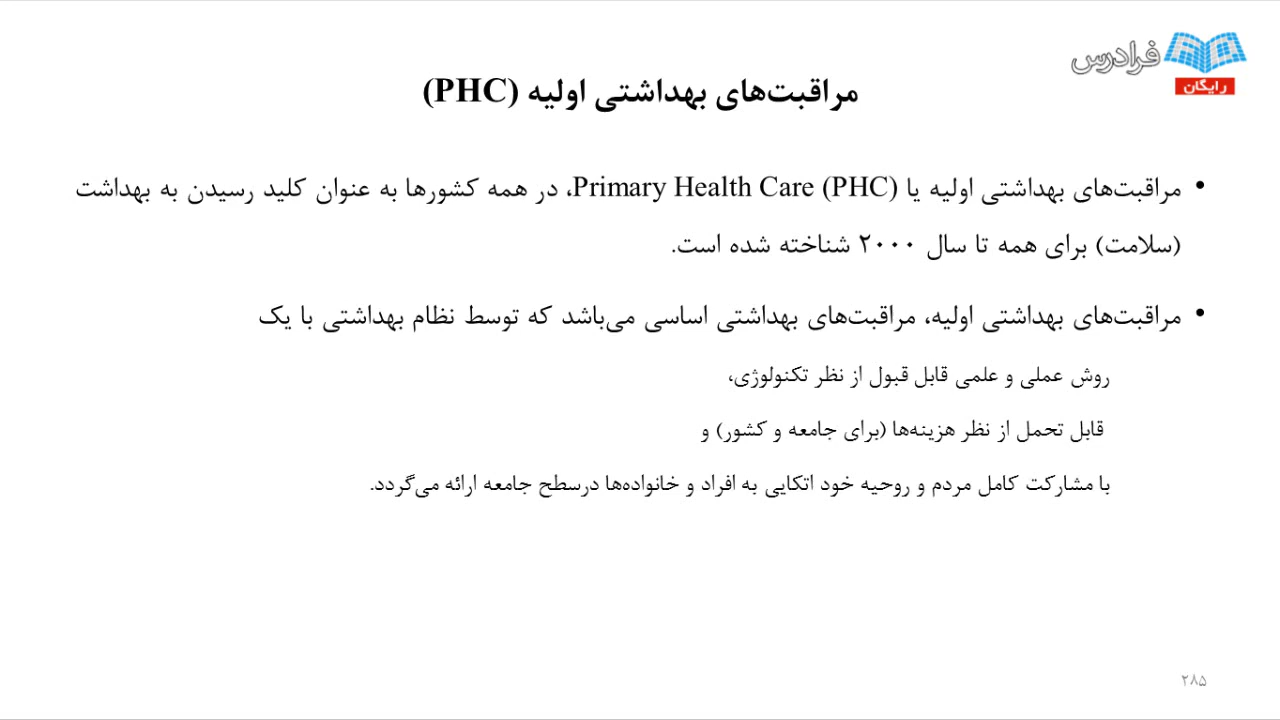 فرادرس
رایگان
مراقبت‌های بهداشتی اولیه (PHC)
• مراقبت‌های بهداشتی اولیه یا Primary Health Care (PHC)، در همه کشورها به عنوان کلید رسیدن به بهداشت
(سلامت) برای همه تا سال ۲۰۰۰ شناخته شده است.
• مراقبت‌های بهداشتی اولیه، مراقبت‌های بهداشتی اساسی می‌باشد که توسط نظام بهداشتی با یک
روش عملی و علمی قابل قبول از نظر تکنولوژی،
قابل تحمل از نظر هزینه‌ها (برای جامعه و کشور) و
با مشارکت کامل مردم و روحیه خود اتکایی به افراد و خانواده‌ها درسطح جامعه ارائه می‌گردد.
۲۸۵